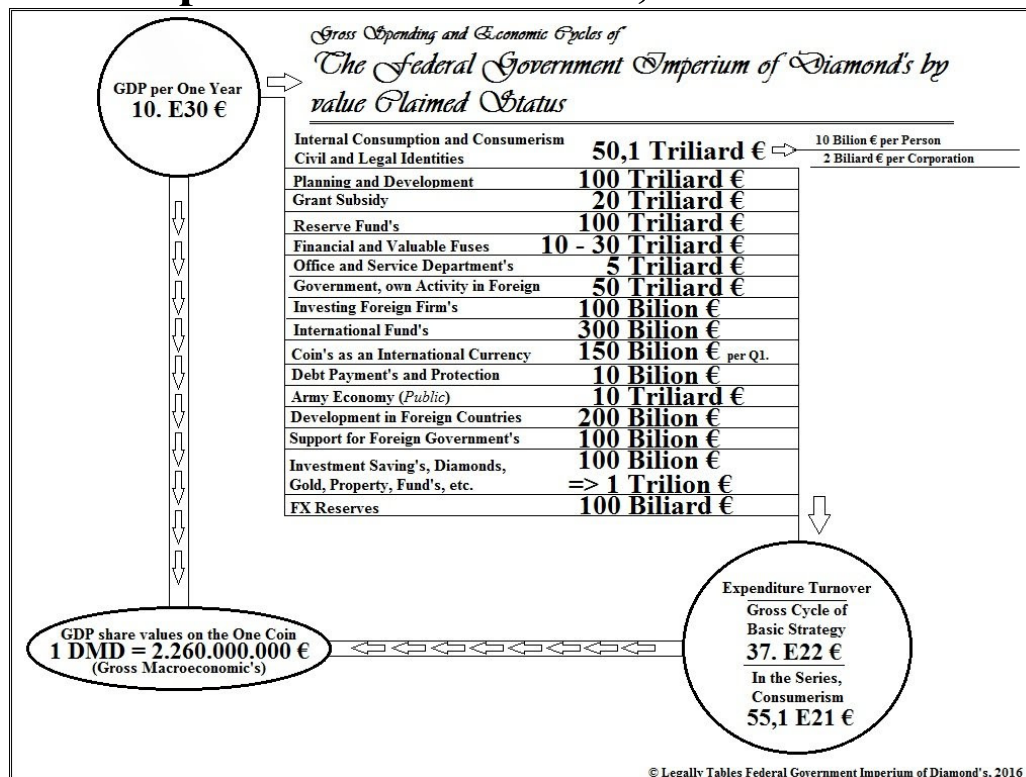 GDP per One Year
10. E30 €
Gross Spending and Economic Cycles of
The Federal Government Imperium of Diamond's by
value Claimed Status
Internal Consumption and Consumerism
Civil and Legal Identities 50,1 Triliard €
10 Bilion € per Person
2 Biliard € per Corporation
Planning and Development 100 Triliard €
Grant Subsidy 20 Triliard €
Reserve Fund's 100 Triliard €
Financial and Valuable Fuses 10 - 30 Triliard €
Office and Service Department's 5 Triliard €
Government, own Activity in Foreign 50 Triliard €
Investing Foreign Firm's 100 Bilion €
International Fund's 300 Bilion €
Coin's as an International Currency 150 Bilion € per Q1.
Debt Payment's and Protection 10 Bilion €
Army Economy (Public) 10 Triliard €
Development in Foreign Countries 200 Bilion €
Support for Foreign Government's 100 Bilion €
Investment Saving's, Diamonds, 100 Bilion €
Gold, Property, Fund's, etc. => 1 Trilion €
FX Reserves 100 Biliard €
Expenditure Turnover
Gross Cycle of
Basic Strategy
37. E22 €
In the Series,
Consumerism
55,1 E21 €
GDP share values on the One Coin
1 DMD = 2.260.000.000 €
(Gross Macroeconomic's)
© Legally Tables Federal Government Imperium of Diamond's, 2016